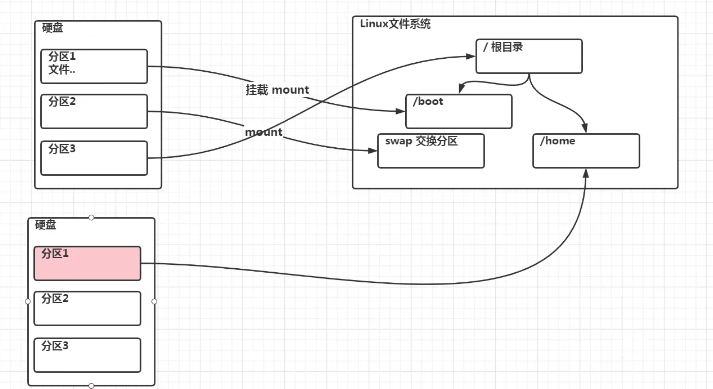 硬盘
分区1
文件..
分区2
分区3
挂载 mount
mount
Linux文件系统
/ 根目录
/boot
swap 交换分区
/home
硬盘
分区1
分区2
分区3